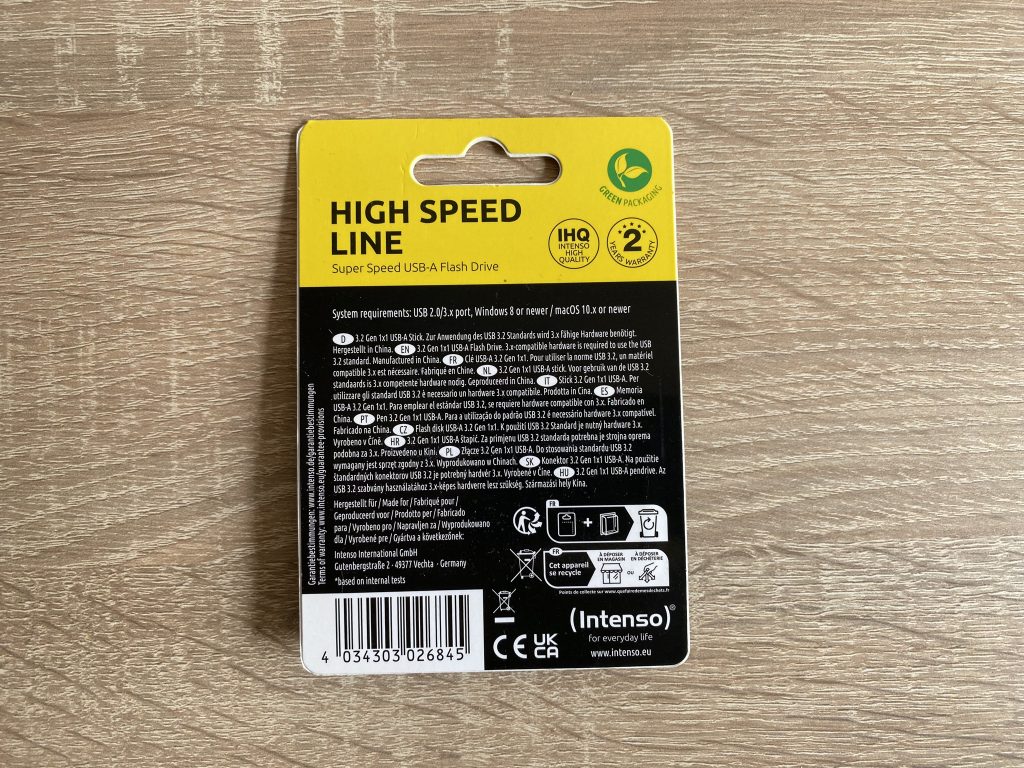 GREEN PACKAGING
HIGH SPEED
LINE
Super Speed USB-A Flash Drive
IHQ
INTENSO
HIGH
QUALITY
2
YEARS WARRANTY
System requirements: USB 2.0/3.x port, Windows 8 or newer / macOS 10.x or newer
D 3.2 Gen 1x1 USB-A Stick. Zur Anwendung des USB 3.2 Standards wird 3.x fähige Hardware benötigt.
Hergestellt in China. EN 3.2 Gen 1x1 USB-A Flash Drive. 3.x-compatible hardware is required to use the USB
3.2 standard. Manufactured in China. FR Clé USB-A 3.2 Gen 1x1. Pour utiliser la norme USB 3.2, un matériel
compatible 3.x est nécessaire. Fabriqué en Chine. NL 3.2 Gen 1x1 USB-A stick. Voor gebruik van de USB 3.2
standaards is 3.x competente hardware nodig. Geproduceerd in China. IT Stick 3.2 Gen 1x1 USB-A. Per
utilizzare gli standard USB 3.2 è necessario un hardware 3.x compatibile. Prodotta in Cina. ES Memoria
USB-A 3.2 Gen 1x1. Para emplear el estándar USB 3.2, se requiere hardware compatible con 3.x. Fabricado en
China. PT Pen 3.2 Gen 1x1 USB-A. Para a utilização do padrão USB 3.2 é necessário hardware 3.x compatível.
Fabricado na China. CZ Flash disk USB-A 3.2 Gen 1x1. K použití USB 3.2 Standard je nutný hardware 3.x.
Vyrobeno v Číně. HR 3.2 Gen 1x1 USB-A štapić. Za primjenu USB 3.2 standarda potrebna je strojna oprema
podobna za 3.x. Proizvedeno u Kini. PL Złącze 3.2 Gen 1x1 USB-A. Do stosowania standardu USB 3.2
wymagany jest sprzęt zgodny z 3.x. Wyprodukowano w Chinach. SK Konektor 3.2 Gen 1x1 USB-A. Na použitie
štandardných konektorov USB 3.2 je potrebný hardvér 3.x. Vyrobené v Číne. HU 3.2 Gen 1x1 USB-A pendrive. Az
USB 3.2 szabvány használatához 3.x-képes hardverre lesz szükség. Származási hely Kína.
Garantiebestimmungen: www.intenso.de/garantiebestimmungen
Terms of warranty: www.intenso.eu/guarantee-provisions
Hergestellt für / Made for / Fabriqué pour /
Geproduceerd voor / Prodotto per / Fabricado
para / Vyrobeno pro / Napravljen za / Wyprodukowano
dla / Vyrobené pre / Gyártva a következőnek:
Intenso International GmbH
Gutenbergstraße 2 · 49377 Vechta · Germany
*based on internal tests
FR
+
FR
Cet appareil
se recycle
À DÉPOSER
EN MAGASIN
OU
À DÉPOSER
EN DÉCHÈTERIE
Points de collecte sur www.quefairedemesdechets.fr
4 034303 026845
CE
UK
CA
(Intenso)®
for everyday life
www.intenso.eu